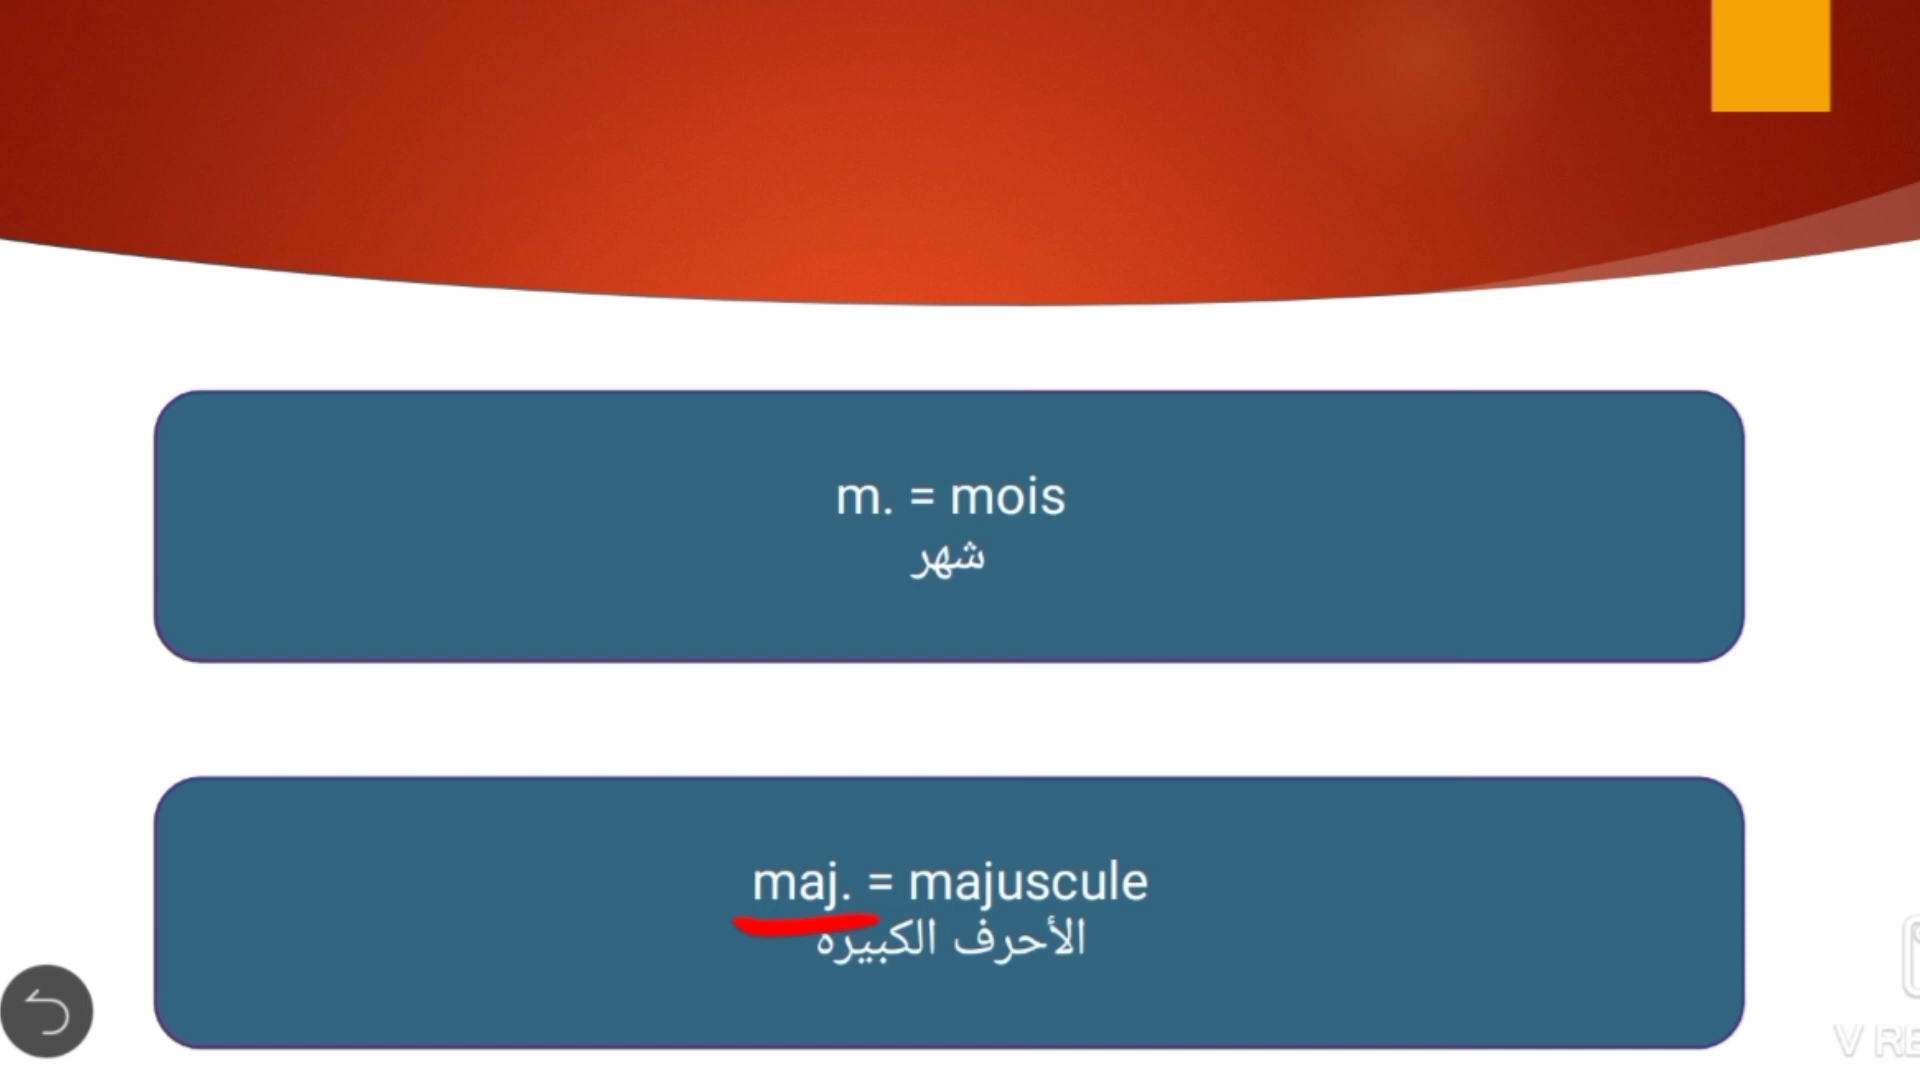 m. = mois
شهر
maj. = majuscule
الأحرف الكبيره